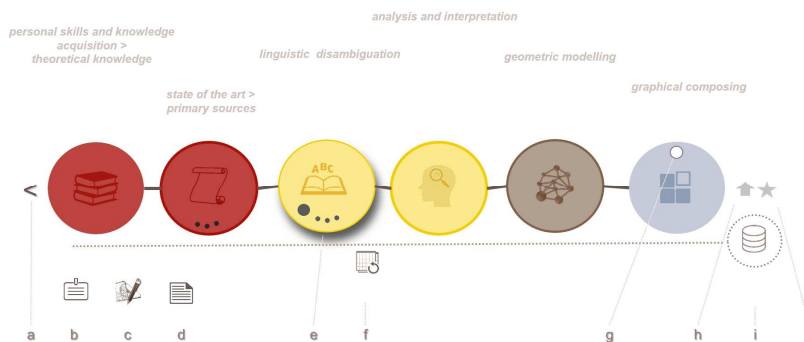 analysis and interpretation
personal skills and knowledge
acquisition >
theoretical knowledge
linguistic disambiguation
geometric modelling
graphical composing
state of the art >
primary sources
ABC
<
a
b
c
d
e
f
g
h
i